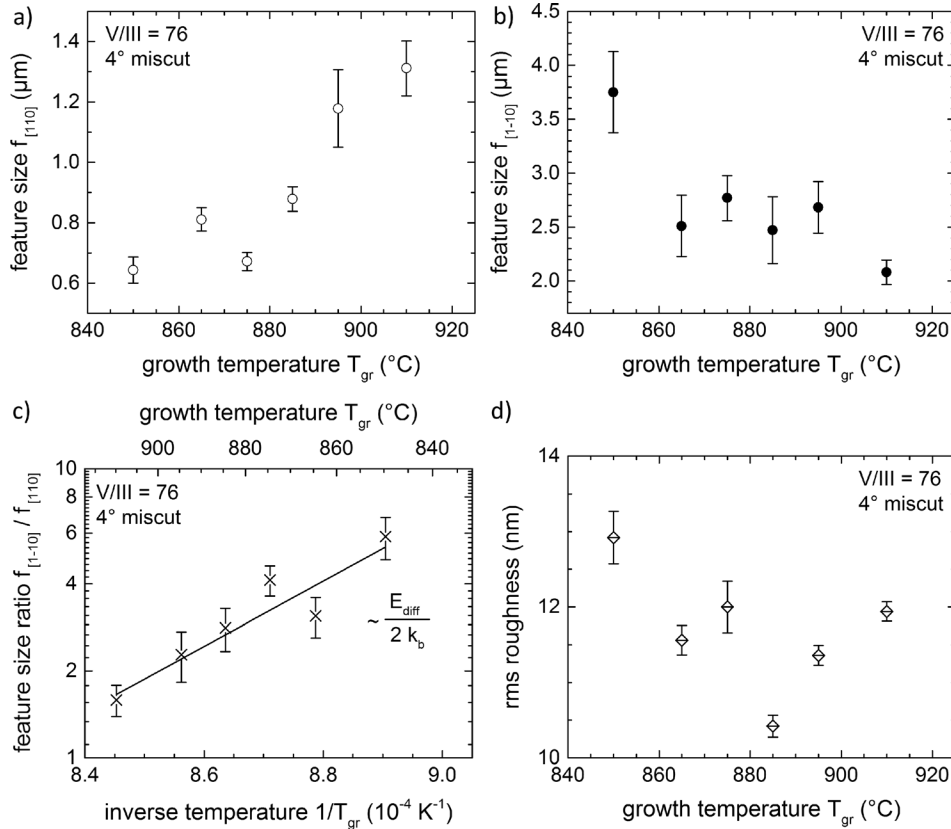 a)
V/III = 76
4° miscut
feature size f[110] (µm)
1.4
1.2
1.0
0.8
0.6
840 860 880 900 920
growth temperature Tgr (°C)
b)
V/III = 76
4° miscut
feature size f[1-10] (µm)
4.5
4.0
3.5
3.0
2.5
2.0
840 860 880 900 920
growth temperature Tgr (°C)
c)
growth temperature Tgr (°C)
900 880 860 840
V/III = 76
4° miscut
feature size ratio f[1-10] / f[110]
10
6
4
2
1
~ Ediff
2 kb
8.4 8.6 8.8 9.0
inverse temperature 1/Tgr (10⁻⁴ K⁻¹)
d)
V/III = 76
4° miscut
rms roughness (nm)
14
13
12
11
10
840 860 880 900 920
growth temperature Tgr (°C)